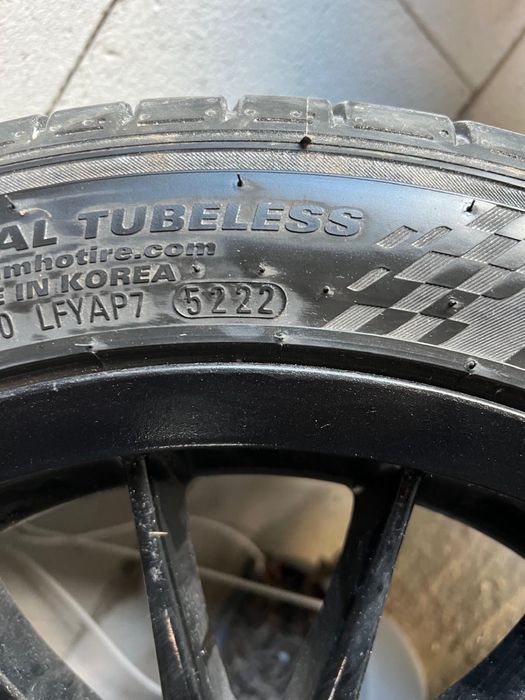 AL TUBELESS
mhotire.com
E IN KOREA
0 LFYAP7 5222